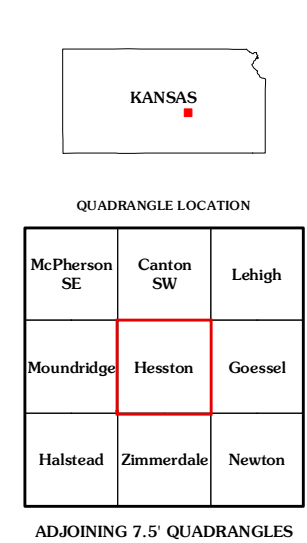 KANSAS
QUADRANGLE LOCATION
McPherson SE
Canton SW
Lehigh
Moundridge
Hesston
Goessel
Halstead
Zimmerdale
Newton
ADJOINING 7.5' QUADRANGLES